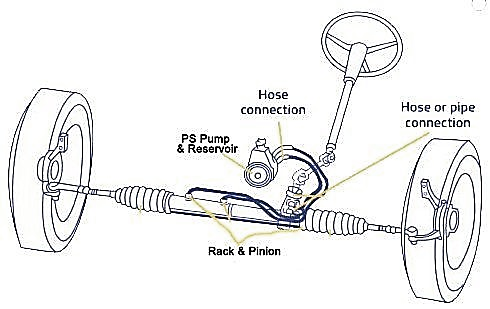 Hose
connection
Hose or pipe
connection
PS Pump
& Reservoir
Rack & Pinion